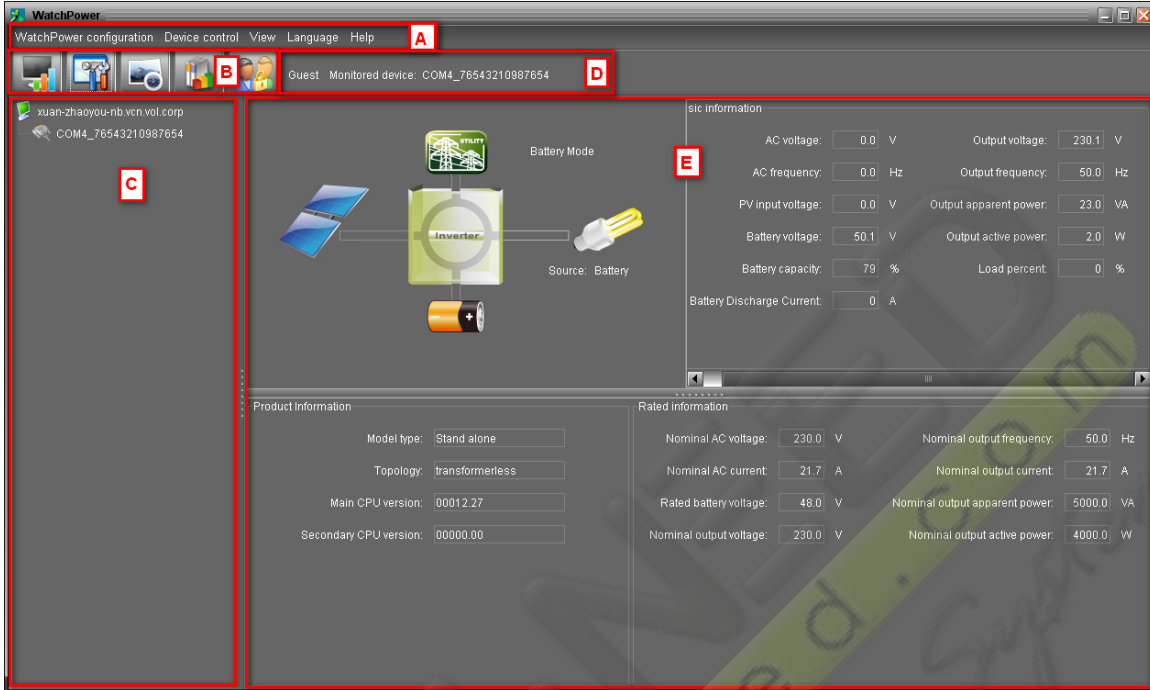 WatchPower
WatchPower configuration Device control View Language Help
A
B
Guest Monitored device: COM4_76543210987654
D
xuan-zhaoyou-nb.vcn.vol.corp
COM4_76543210987654
C
UTILITY
Battery Mode
Inverter
Source: Battery
E
sic information
AC voltage: 0.0 V Output voltage: 230.1 V
AC frequency: 0.0 Hz Output frequency: 50.0 Hz
PV input voltage: 0.0 V Output apparent power: 23.0 VA
Battery voltage: 50.1 V Output active power: 2.0 W
Battery capacity: 79 % Load percent: 0 %
Battery Discharge Current: 0 A
Product Information
Model type: Stand alone
Topology: transformerless
Main CPU version: 00012.27
Secondary CPU version: 00000.00
Rated information
Nominal AC voltage: 230.0 V Nominal output frequency: 50.0 Hz
Nominal AC current: 21.7 A Nominal output current: 21.7 A
Rated battery voltage: 48.0 V Nominal output apparent power: 5000.0 VA
Nominal output voltage: 230.0 V Nominal output active power: 4000.0 W